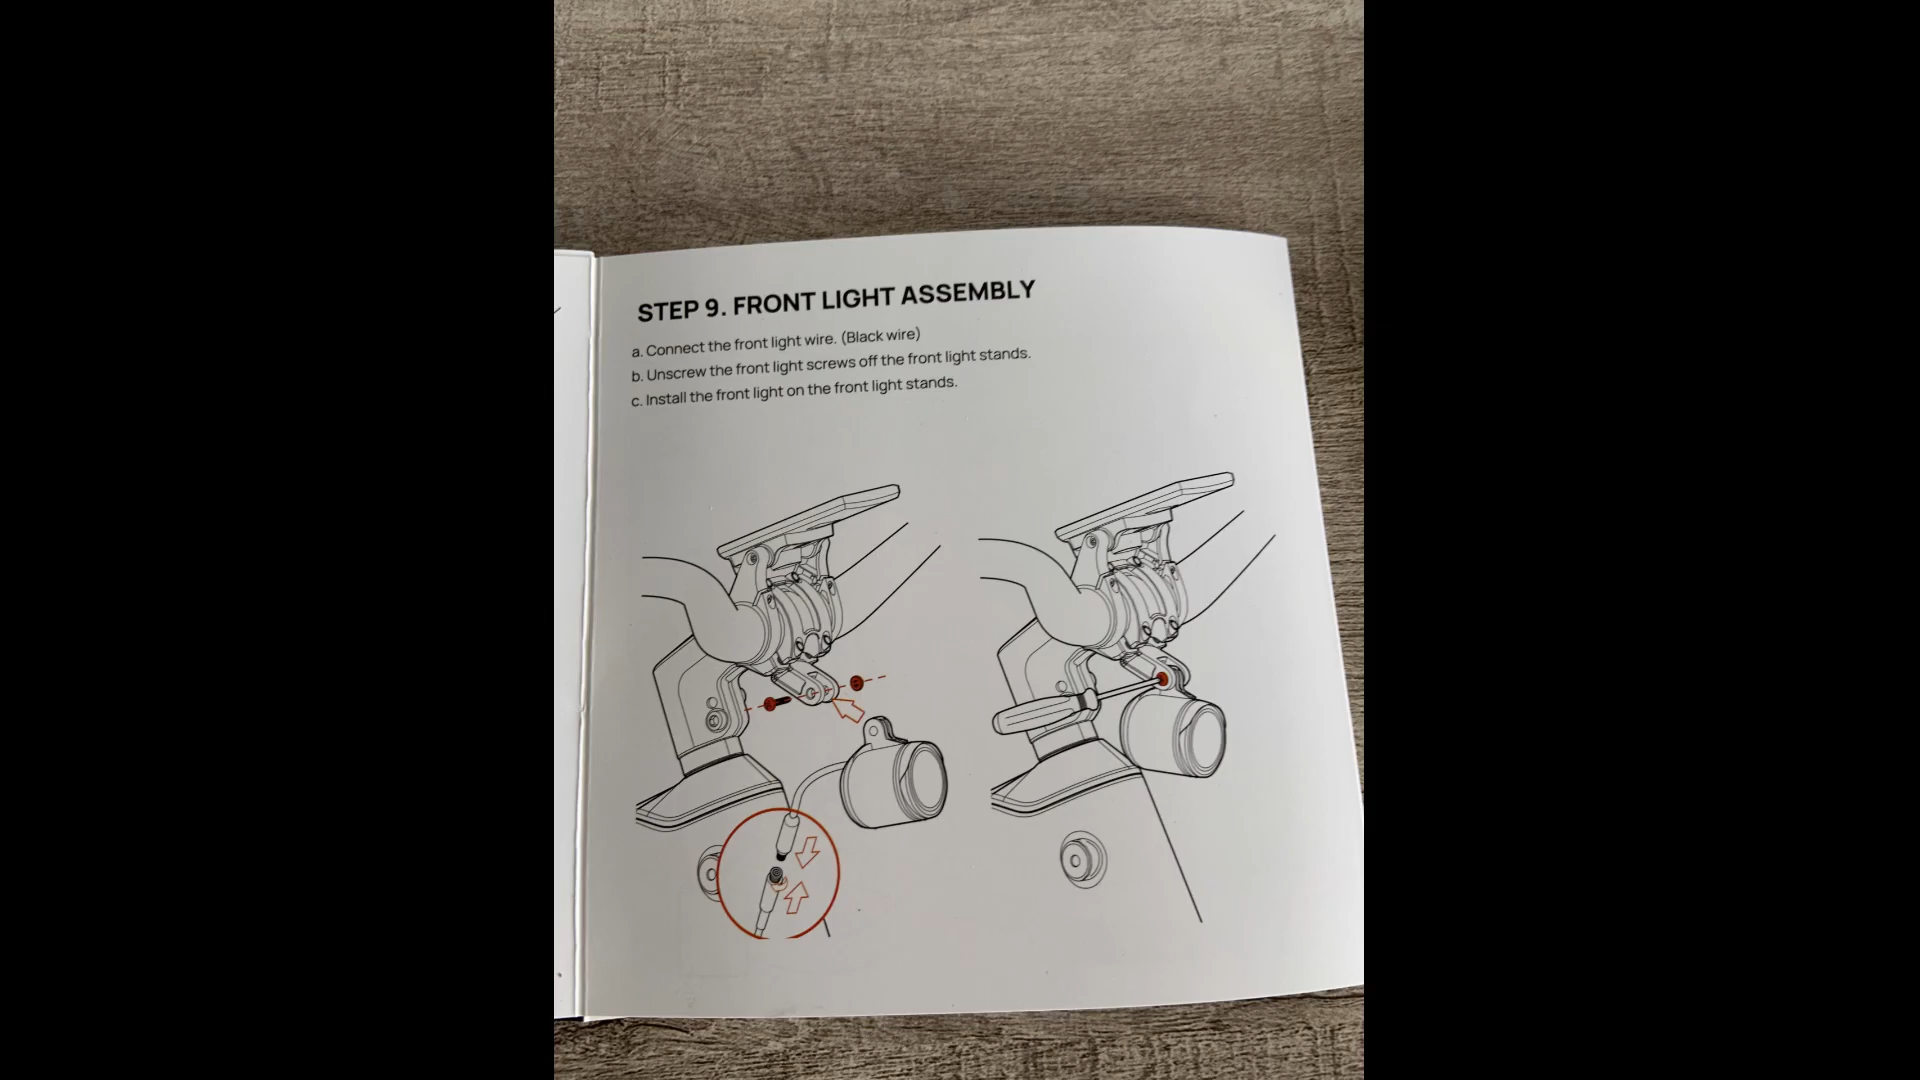 STEP 9. FRONT LIGHT ASSEMBLY
a. Connect the front light wire. (Black wire)
b. Unscrew the front light screws off the front light stands.
c. Install the front light on the front light stands.